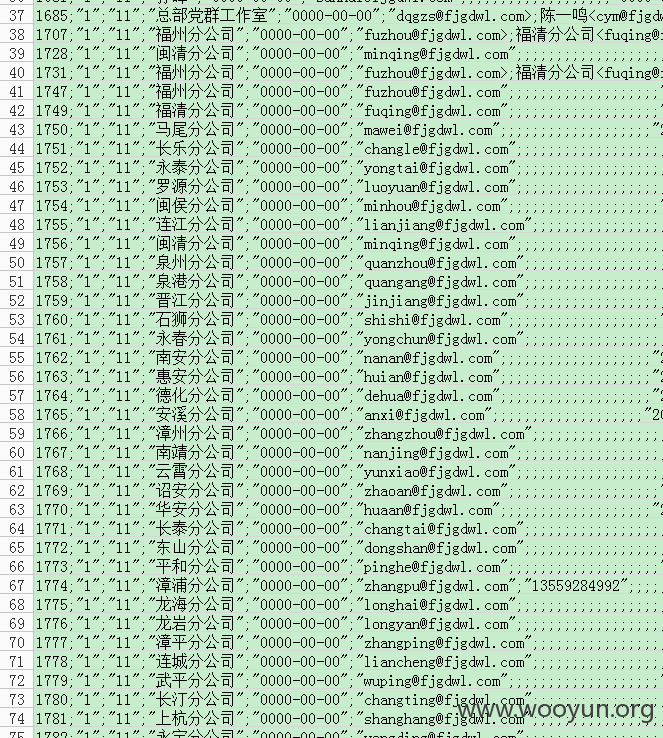 37 1685;"1";"11";"总部党群工作室";"0000-00-00";"dqgzs@fjgdwl.com>;陈一鸣<cym@fjgd
38 1707;"1";"11";"福州分公司";"0000-00-00";"fuzhou@fjgdwl.com>;福清分公司<fuqing@f
39 1728;"1";"11";"闽清分公司";"0000-00-00";"minqing@fjgdwl.com";;;;;;;;;;;;;;;;;;;;;;
40 1731;"1";"11";"福州分公司";"0000-00-00";"fuzhou@fjgdwl.com>;福清分公司<fuqing@f
41 1747;"1";"11";"福州分公司";"0000-00-00";"fuzhou@fjgdwl.com";;;;;;;;;;;;;;;;;;;;;;;
42 1749;"1";"11";"福清分公司";"0000-00-00";"fuqing@fjgdwl.com";;;;;;;;;;;;;;;;;;;;;;;
43 1750;"1";"11";"马尾分公司";"0000-00-00";"mawei@fjgdwl.com";;;;;;;;;;;;;;;;;;;;;;"2
44 1751;"1";"11";"长乐分公司";"0000-00-00";"changle@fjgdwl.com";;;;;;;;;;;;;;;;;;;;;;
45 1752;"1";"11";"永泰分公司";"0000-00-00";"yongtai@fjgdwl.com";;;;;;;;;;;;;;;;;;;;;;
46 1753;"1";"11";"罗源分公司";"0000-00-00";"luoyuan@fjgdwl.com";;;;;;;;;;;;;;;;;;;;;;
47 1754;"1";"11";"闽侯分公司";"0000-00-00";"minhou@fjgdwl.com";;;;;;;;;;;;;;;;;;;;;;;
48 1755;"1";"11";"连江分公司";"0000-00-00";"lianjiang@fjgdwl.com";;;;;;;;;;;;;;;;;;;;
49 1756;"1";"11";"闽清分公司";"0000-00-00";"minqing@fjgdwl.com";;;;;;;;;;;;;;;;;;;;;;
50 1757;"1";"11";"泉州分公司";"0000-00-00";"quanzhou@fjgdwl.com";;;;;;;;;;;;;;;;;;;;;
51 1758;"1";"11";"泉港分公司";"0000-00-00";"quangang@fjgdwl.com";;;;;;;;;;;;;;;;;;;;;
52 1759;"1";"11";"晋江分公司";"0000-00-00";"jinjiang@fjgdwl.com";;;;;;;;;;;;;;;;;;;;;
53 1760;"1";"11";"石狮分公司";"0000-00-00";"shishi@fjgdwl.com";;;;;;;;;;;;;;;;;;;;;;;
54 1761;"1";"11";"永春分公司";"0000-00-00";"yongchun@fjgdwl.com";;;;;;;;;;;;;;;;;;;;;
55 1762;"1";"11";"南安分公司";"0000-00-00";"nanan@fjgdwl.com";;;;;;;;;;;;;;;;;;;;;;"2
56 1763;"1";"11";"惠安分公司";"0000-00-00";"huian@fjgdwl.com";;;;;;;;;;;;;;;;;;;;;;"2
57 1764;"1";"11";"德化分公司";"0000-00-00";"dehua@fjgdwl.com";;;;;;;;;;;;;;;;;;;;;;"2
58 1765;"1";"11";"安溪分公司";"0000-00-00";"anxi@fjgdwl.com";;;;;;;;;;;;;;;;;;;;;;"20
59 1766;"1";"11";"漳州分公司";"0000-00-00";"zhangzhou@fjgdwl.com";;;;;;;;;;;;;;;;;;;;
60 1767;"1";"11";"南靖分公司";"0000-00-00";"nanjing@fjgdwl.com";;;;;;;;;;;;;;;;;;;;;;
61 1768;"1";"11";"云霄分公司";"0000-00-00";"yunxiao@fjgdwl.com";;;;;;;;;;;;;;;;;;;;;;
62 1769;"1";"11";"诏安分公司";"0000-00-00";"zhaoan@fjgdwl.com";;;;;;;;;;;;;;;;;;;;;;;
63 1770;"1";"11";"华安分公司";"0000-00-00";"huaan@fjgdwl.com";;;;;;;;;;;;;;;;;;;;;;"2
64 1771;"1";"11";"长泰分公司";"0000-00-00";"changtai@fjgdwl.com";;;;;;;;;;;;;;;;;;;;;
65 1772;"1";"11";"东山分公司";"0000-00-00";"dongshan@fjgdwl.com";;;;;;;;;;;;;;;;;;;;;
66 1773;"1";"11";"平和分公司";"0000-00-00";"pinghe@fjgdwl.com";;;;;;;;;;;;;;;;;;;;;;;
67 1774;"1";"11";"漳浦分公司";"0000-00-00";"zhangpu@fjgdwl.com";"13559284992";;;;;
68 1775;"1";"11";"龙海分公司";"0000-00-00";"longhai@fjgdwl.com";;;;;;;;;;;;;;;;;;;;;;
69 1776;"1";"11";"龙岩分公司";"0000-00-00";"longyan@fjgdwl.com";;;;;;;;;;;;;;;;;;;;;;
70 1777;"1";"11";"漳平分公司";"0000-00-00";"zhangping@fjgdwl.com";;;;;;;;;;;;;;;;;;;;
71 1778;"1";"11";"连城分公司";"0000-00-00";"liancheng@fjgdwl.com";;;;;;;;;;;;;;;;;;;;
72 1779;"1";"11";"武平分公司";"0000-00-00";"wuping@fjgdwl.com";;;;;;;;;;;;;;;;;;;;;;;
73 1780;"1";"11";"长汀分公司";"0000-00-00";"changting@fjgdwl.com
74 1781;"1";"11";"上杭分公司";"0000-00-00";"shanghang@fjgdwl.com
www.wooyun.org